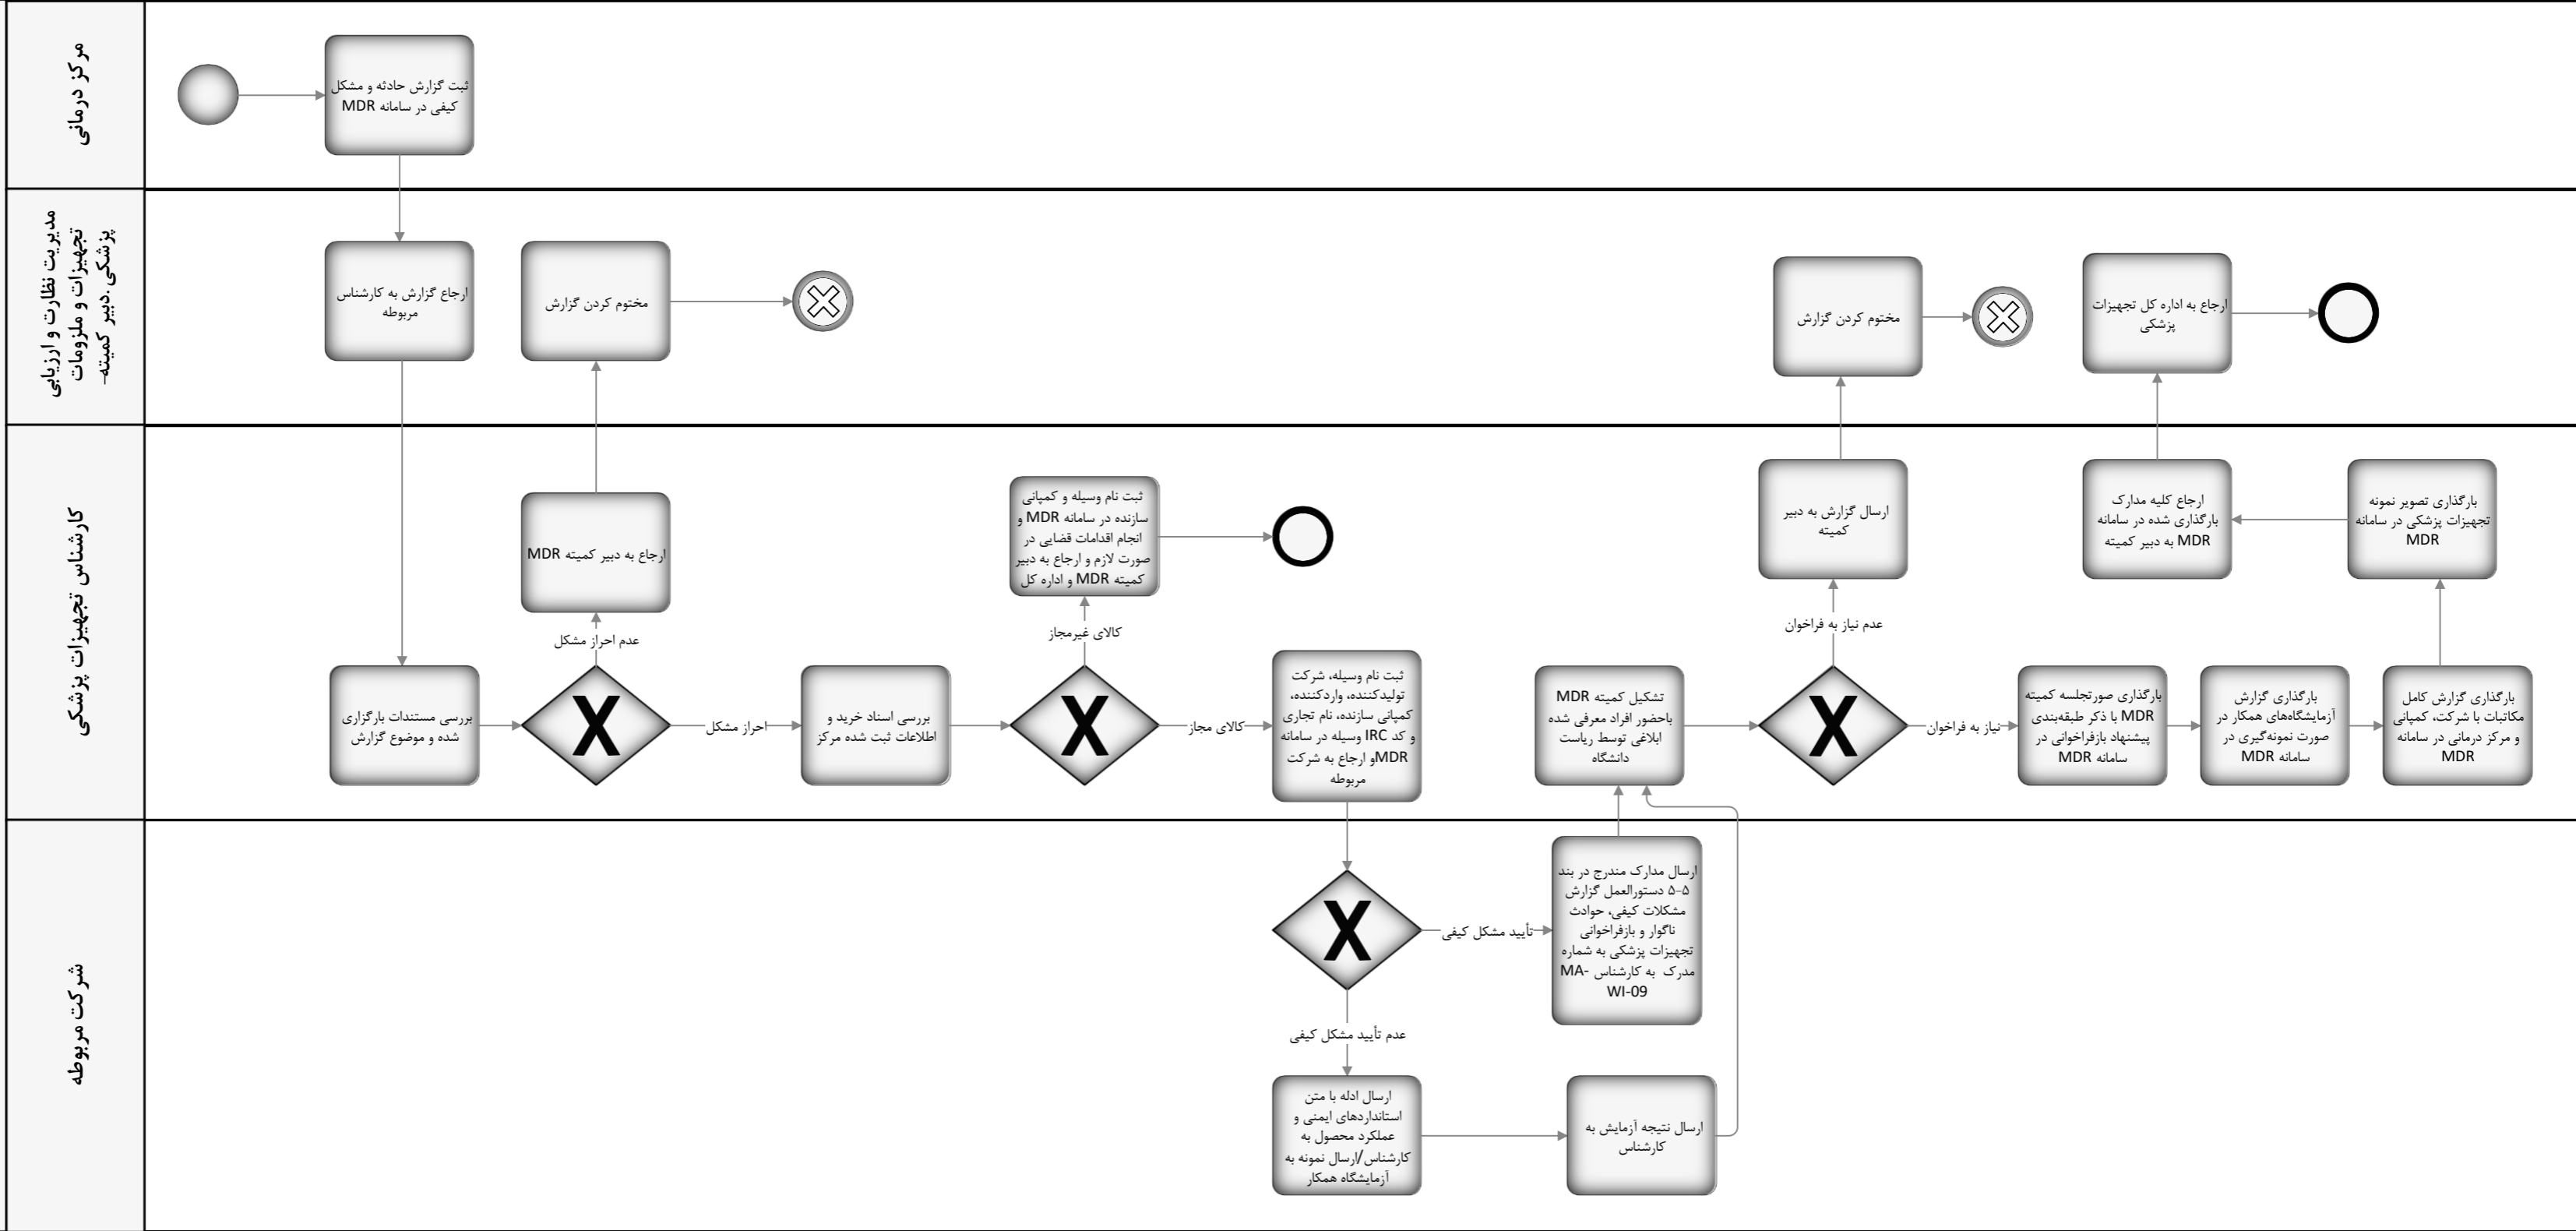 مرکز درمانی
ثبت گزارش حادثه و مشکل
کیفی در سامانه MDR
مدیریت نظارت و ارزیابی
تجهیزات و ملزومات
پزشکی .دبیر کمیته-
ارجاع گزارش به کارشناس
مربوطه
مختوم کردن گزارش
مختوم کردن گزارش
ارجاع به اداره کل تجهیزات
پزشکی
کارشناس تجهیزات پزشکی
بررسی مستندات بارگزاری
شده و موضوع گزارش
عدم احراز مشکل
ارجاع به دبیر کمیته MDR
احراز مشکل
بررسی اسناد خرید و
اطلاعات ثبت شده مرکز
کالای غیرمجاز
ثبت نام وسیله و کمپانی
سازنده در سامانه MDR و
انجام اقدامات قضایی در
صورت لازم و ارجاع به دبیر
کمیته MDR و اداره کل
کالای مجاز
ثبت نام وسیله، شرکت
تولیدکننده، واردکننده،
کمپانی سازنده، نام تجاری
و کد IRC وسیله در سامانه
MDRو ارجاع به شرکت
مربوطه
تشکیل کمیته MDR
باحضور افراد معرفی شده
ابلاغی توسط ریاست
دانشگاه
عدم نیاز به فراخوان
ارسال گزارش به دبیر
کمیته
نیاز به فراخوان
بارگذاری صورتجلسه کمیته
MDR با ذکر طبقه‌بندی
پیشنهاد بازفراخوانی در
سامانه MDR
بارگذاری گزارش
آزمایشگاه‌های همکار در
صورت نمونه‌گیری در
سامانه MDR
بارگذاری گزارش کامل
مکاتبات با شرکت، کمپانی
و مرکز درمانی در سامانه
MDR
بارگذاری تصویر نمونه
تجهیزات پزشکی در سامانه
MDR
ارجاع کلیه مدارک
بارگذاری شده در سامانه
MDR به دبیر کمیته
شرکت مربوطه
تأیید مشکل کیفی
ارسال مدارک مندرج در بند
۵-۵ دستورالعمل گزارش
مشکلات کیفی، حوادث
ناگوار و بازفراخوانی
تجهیزات پزشکی به شماره
مدرک  به کارشناس MA-
WI-09
عدم تأیید مشکل کیفی
ارسال ادله با متن
استانداردهای ایمنی و
عملکرد محصول به
کارشناس/ارسال نمونه به
آزمایشگاه همکار
ارسال نتیجه آزمایش به
کارشناس